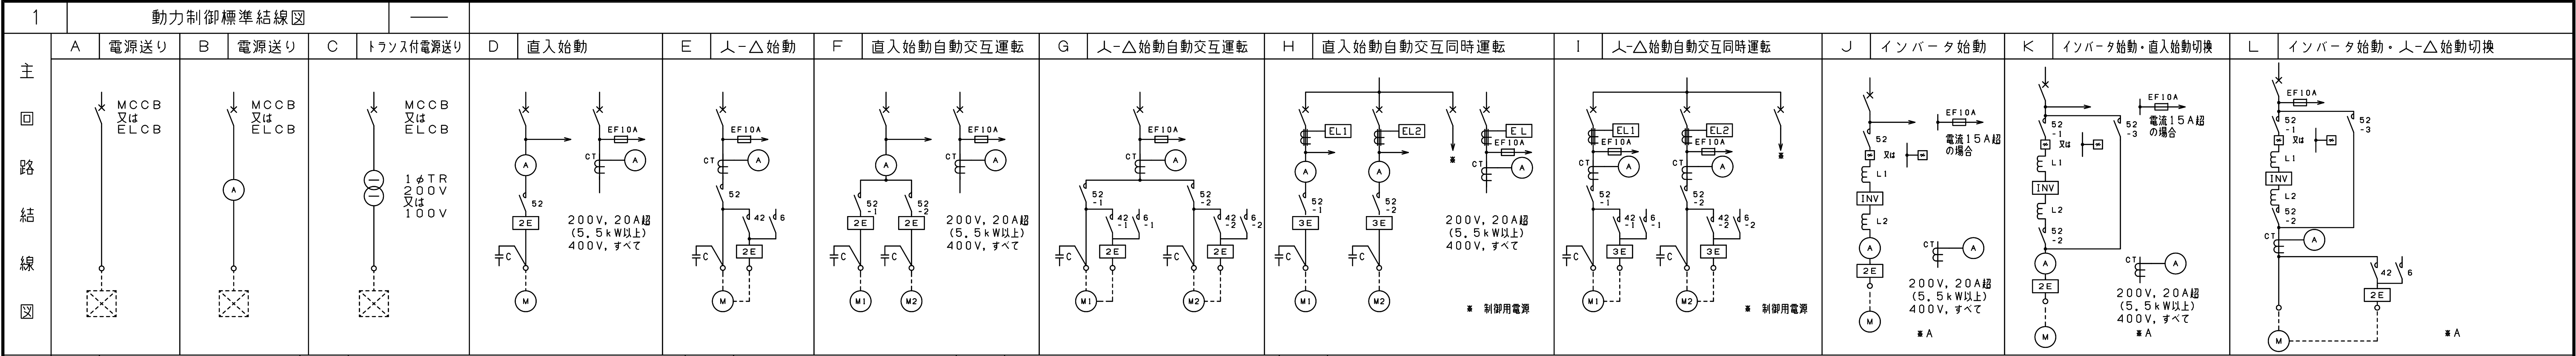 1 動力制御標準結線図
主回路結線図
A 電源送り
MCCB
又は
ELCB
B 電源送り
MCCB
又は
ELCB
A
C トランス付電源送り
MCCB
又は
ELCB
1φTR
200V
又は
100V
D 直入始動
EF10A
CT A
A
52
2E
C
M
200V, 20A超
(5.5kW以上)
400V, すべて
E 人-△始動
EF10A
CT A
52
42 6
2E
C
M
F 直入始動自動交互運転
EF10A
CT A
A
52-1 52-2
2E 2E
C C
M1 M2
200V, 20A超
(5.5kW以上)
400V, すべて
G 人-△始動自動交互運転
EF10A
CT A
52-1 52-2
42-1 6-1 42-2 6-2
2E 2E
C C
M1 M2
H 直入始動自動交互同時運転
EL1 EL2 EL
EF10A
※
CT A
A A
52-1 52-2
3E 3E
C C
M1 M2
200V, 20A超
(5.5kW以上)
400V, すべて
※ 制御用電源
I 人-△始動自動交互同時運転
EL1 EL2
EF10A EF10A
※
CT A CT A
52-1 52-2
42-1 6-1 42-2 6-2
3E 3E
C C
M1 M2
※ 制御用電源
J インバータ始動
EF10A
電流15A超
の場合
52
又は
L1
INV
L2
A
CT A
2E
M
200V, 20A超
(5.5kW以上)
400V, すべて
※A
K インバータ始動・直入始動切換
EF10A
電流15A超
の場合
52-1 52-3
又は
L1
INV
L2
52-2
A
CT A
2E
M
200V, 20A超
(5.5kW以上)
400V, すべて
※A
L インバータ始動・人-△始動切換
EF10A
52-1 52-3
又は
L1
INV
L2
52-2
CT A
42 6
2E
M
※A